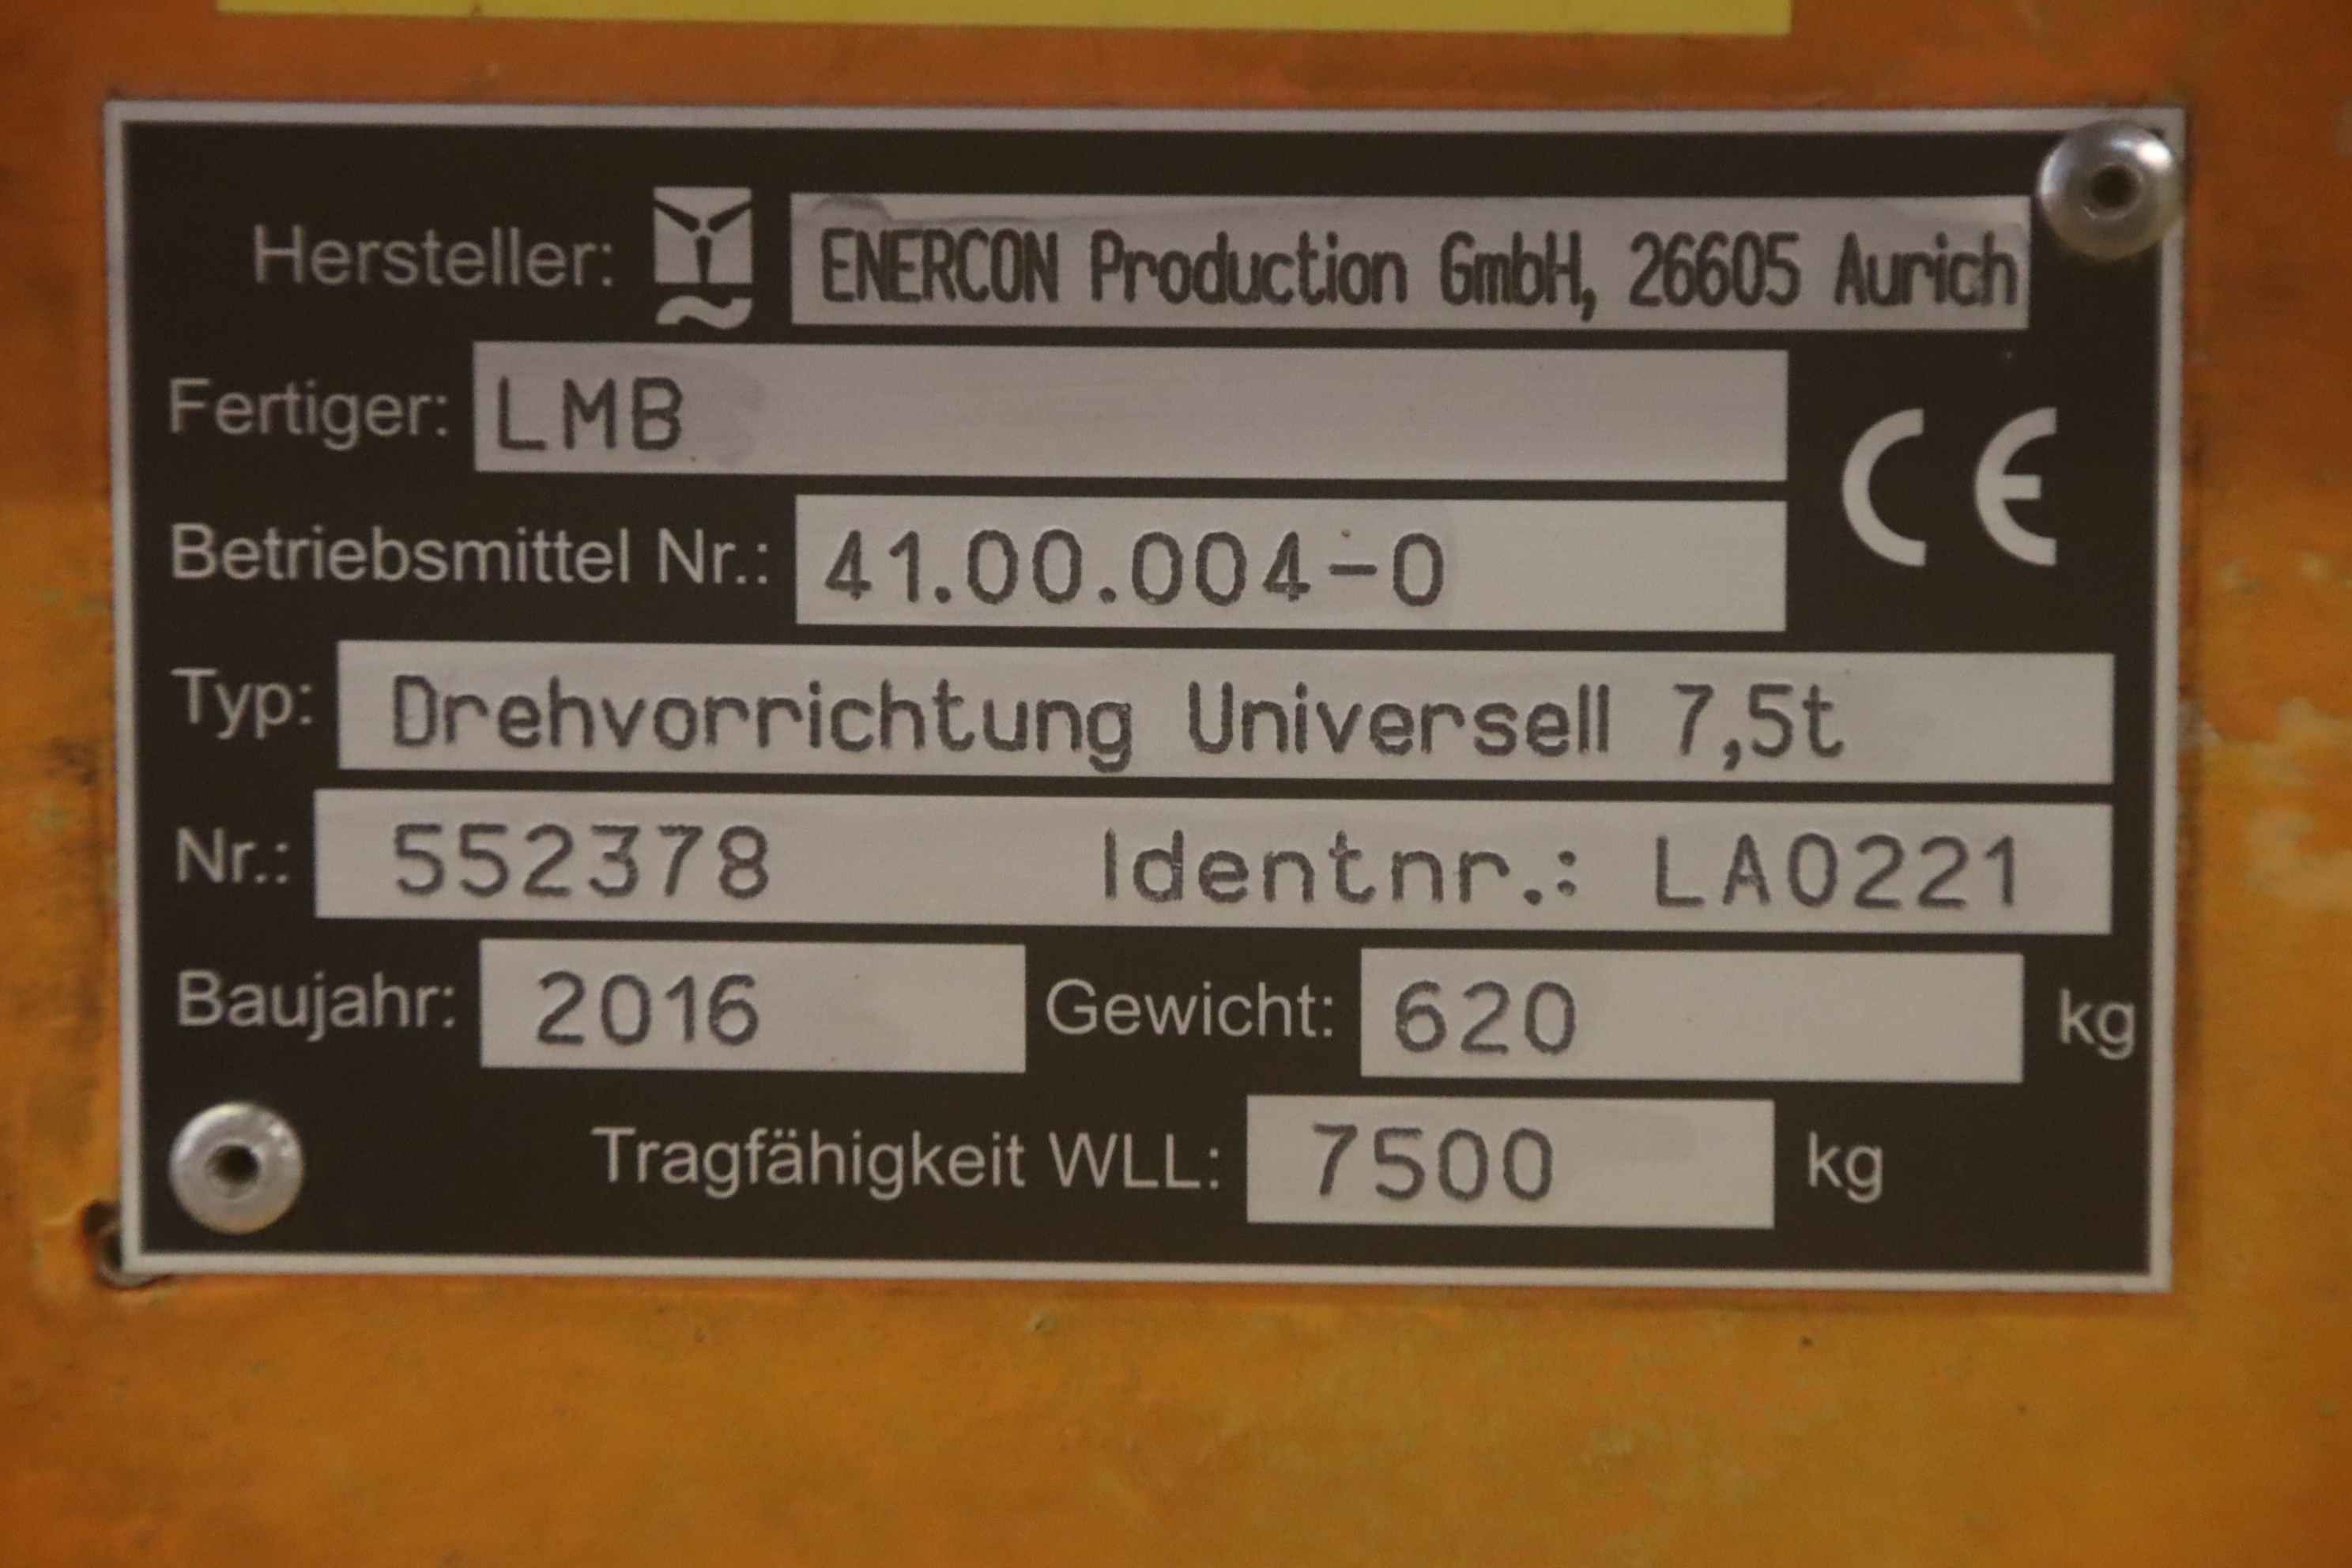 Hersteller: ENERCON Production GmbH, 26605 Aurich
Fertiger: LMB
CE
Betriebsmittel Nr.: 41.00.004-0
Typ: Drehvorrichtung Universell 7,5t
Nr.: 552378 Identnr.: LA0221
Baujahr: 2016 Gewicht: 620 kg
Tragfähigkeit WLL: 7500 kg